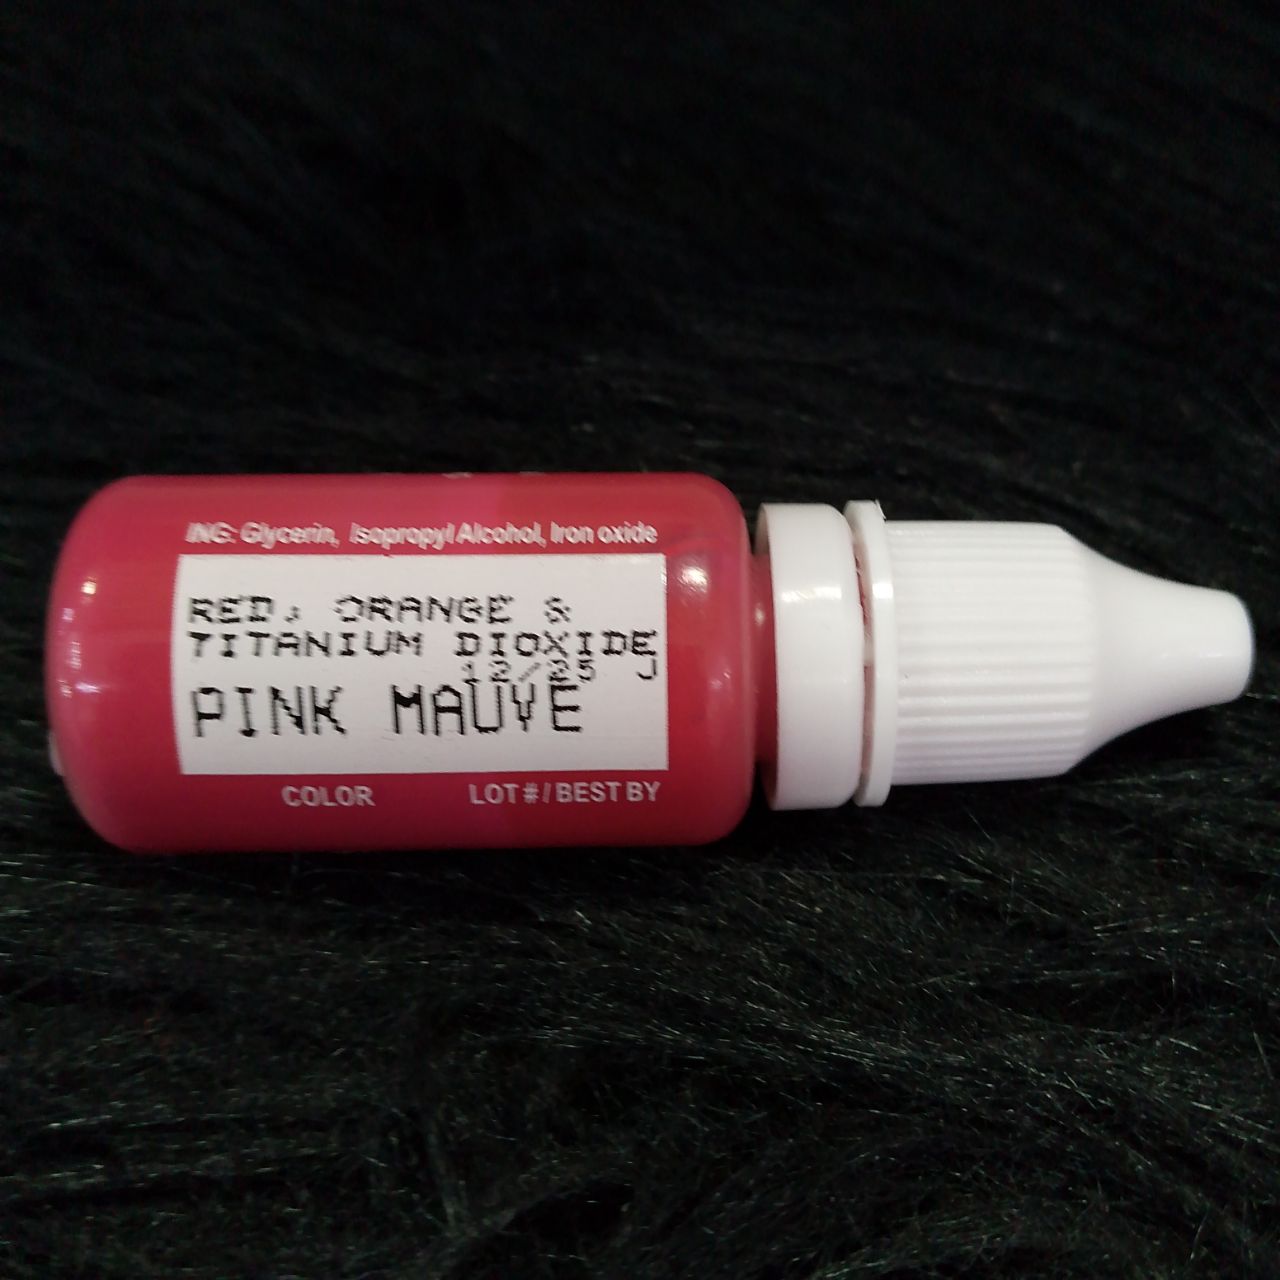 ING: Glycerin, Isopropyl Alcohol, Iron oxide
RED, ORANGE &
TITANIUM DIOXIDE
12/25 J
PINK MAUVE
COLOR LOT # / BEST BY